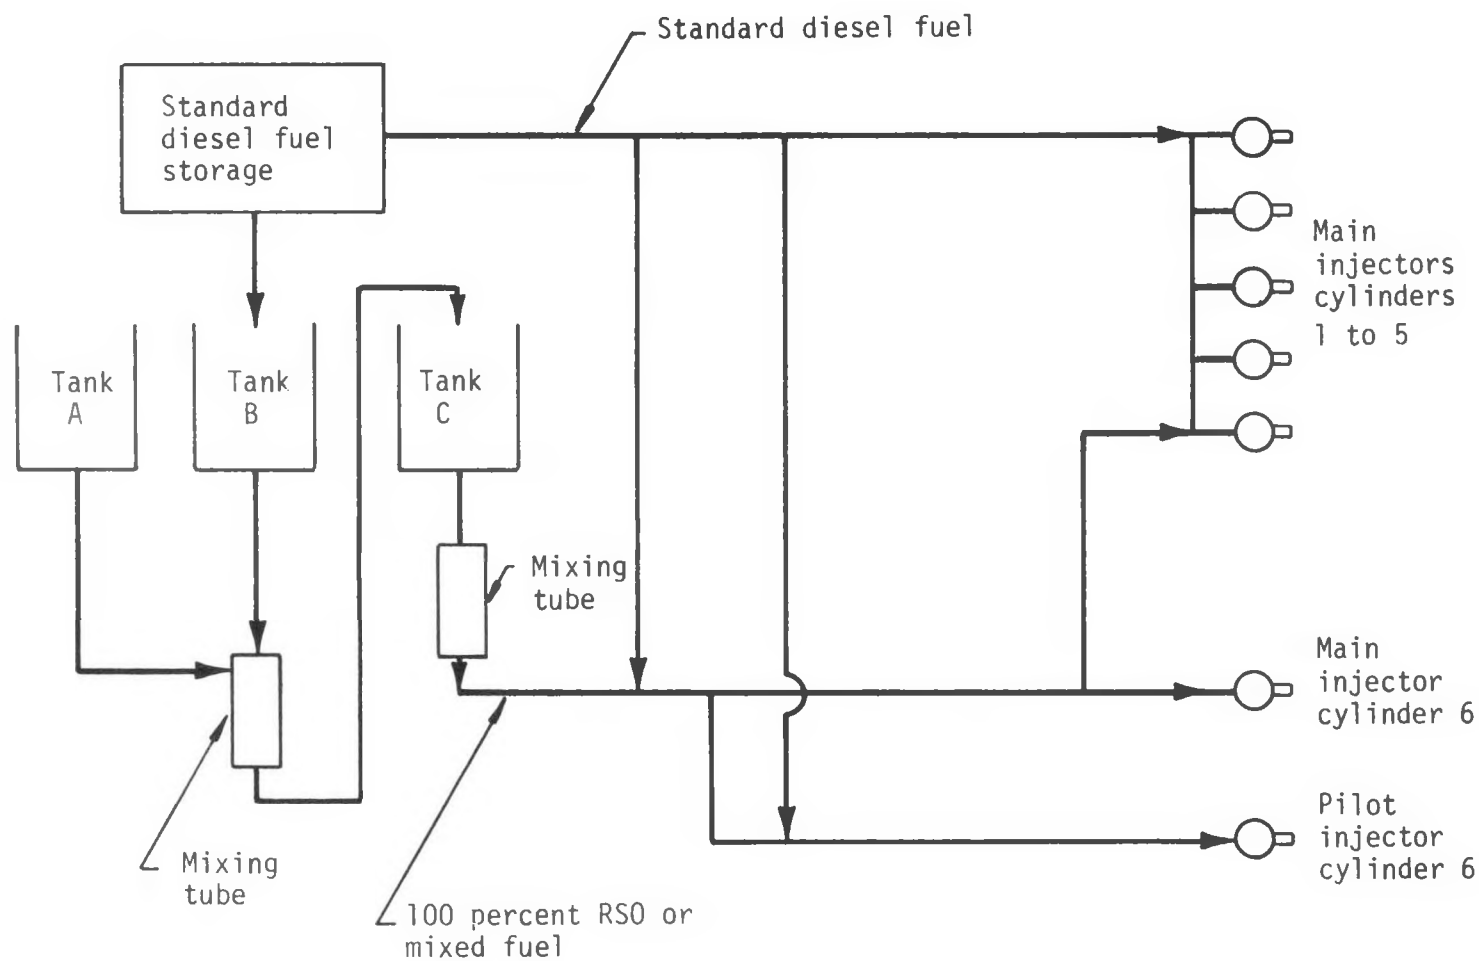 Standard diesel fuel
Standard
diesel fuel
storage
Main
injectors
cylinders
1 to 5
Tank
A
Tank
B
Tank
C
Mixing
tube
Main
injector
cylinder 6
Pilot
injector
cylinder 6
Mixing
tube
100 percent RSO or
mixed fuel